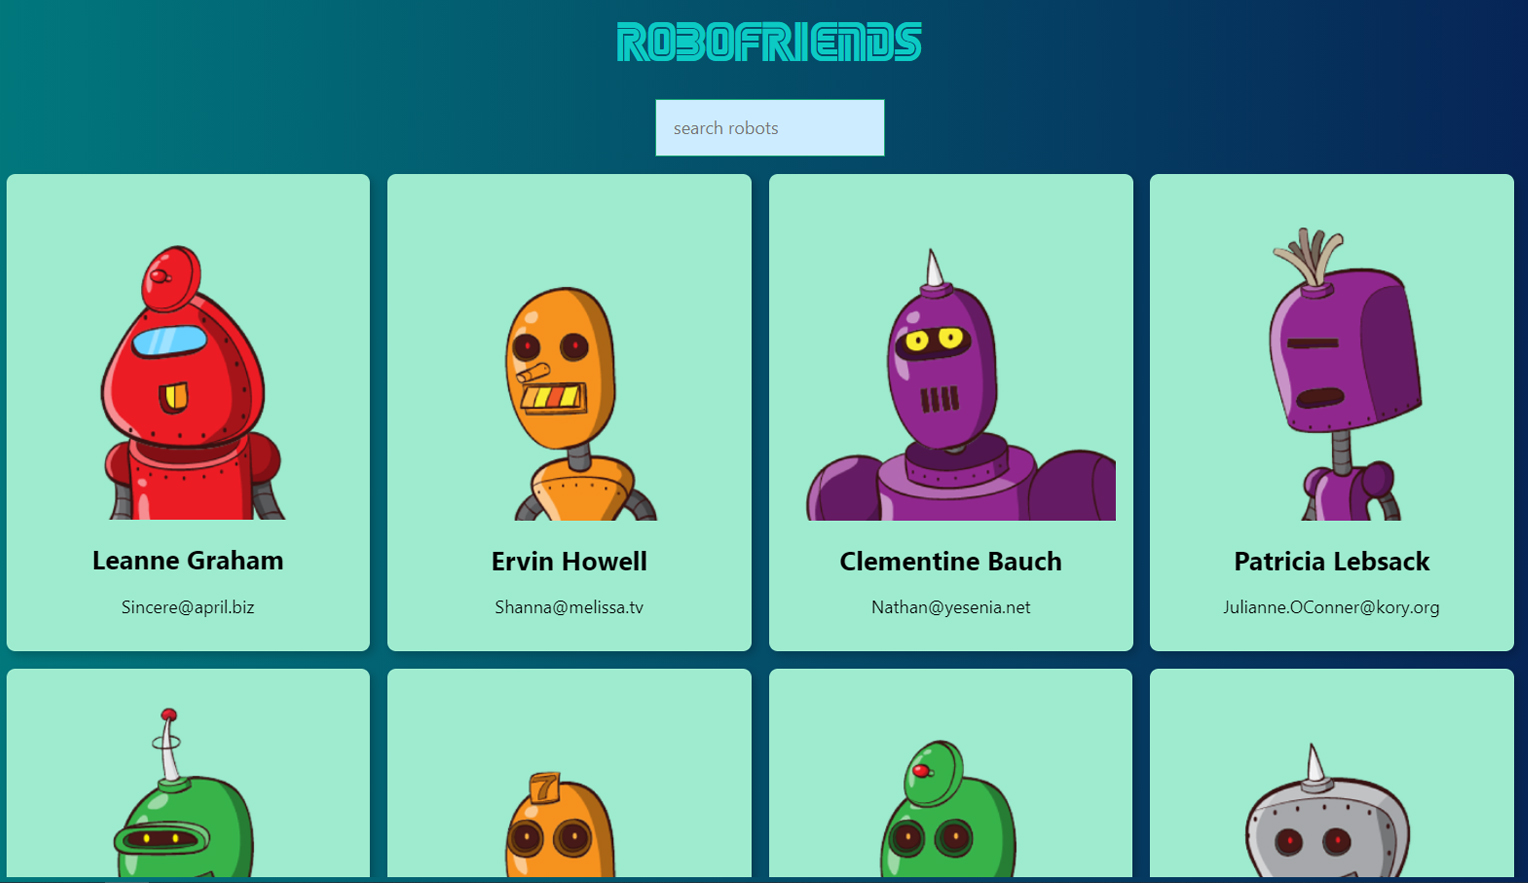 ROBOFRIENDS
search robots
Leanne Graham
Sincere@april.biz
Ervin Howell
Shanna@melissa.tv
Clementine Bauch
Nathan@yesenia.net
Patricia Lebsack
Julianne.OConner@kory.org
7